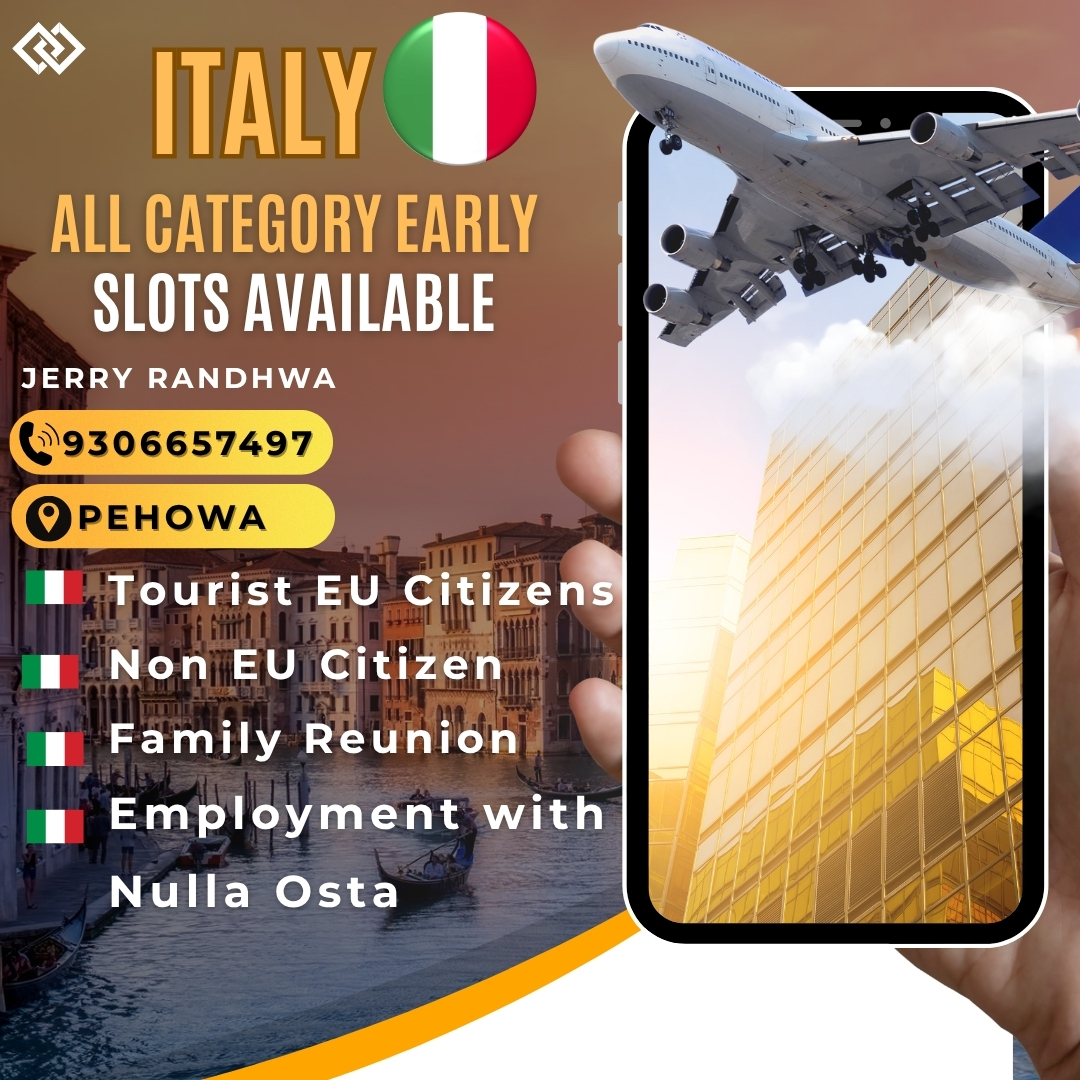 ITALY
ALL CATEGORY EARLY
SLOTS AVAILABLE
JERRY RANDHWA
9306657497
PEHOWA
Tourist EU Citizens
Non EU Citizen
Family Reunion
Employment with
Nulla Osta